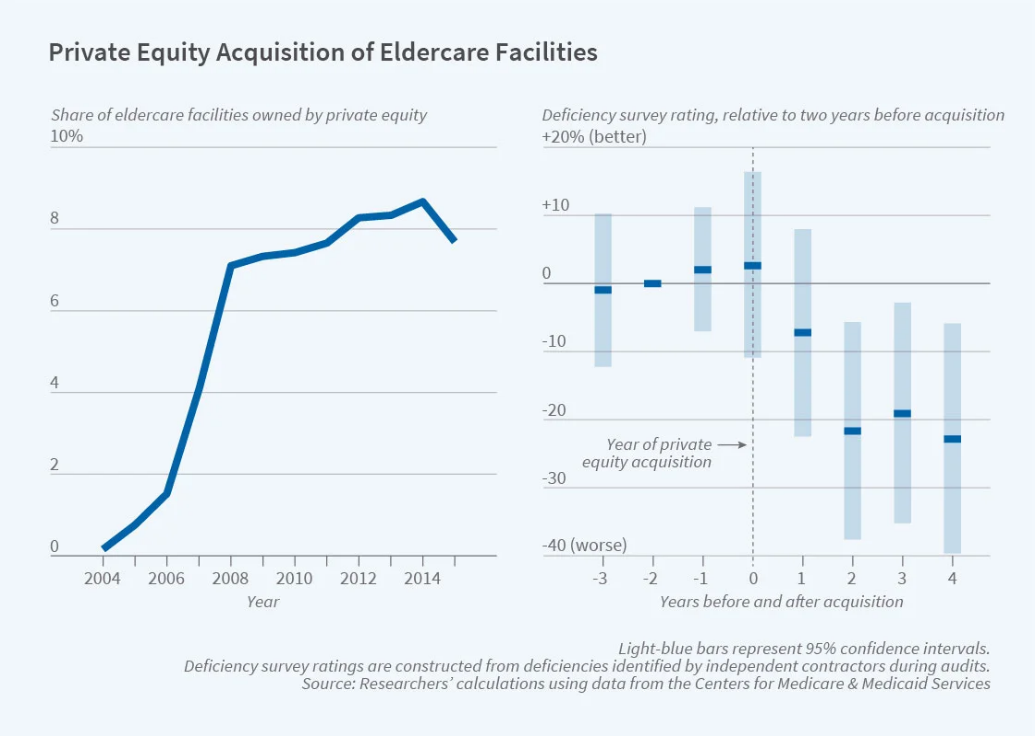 Private Equity Acquisition of Eldercare Facilities
Share of eldercare facilities owned by private equity
10%
8
6
4
2
0
2004 2006 2008 2010 2012 2014
Year
Deficiency survey rating, relative to two years before acquisition
+20% (better)
+10
0
-10
-20
Year of private
equity acquisition
-30
-40 (worse)
-3 -2 -1 0 1 2 3 4
Years before and after acquisition
Light-blue bars represent 95% confidence intervals.
Deficiency survey ratings are constructed from deficiencies identified by independent contractors during audits.
Source: Researchers’ calculations using data from the Centers for Medicare & Medicaid Services